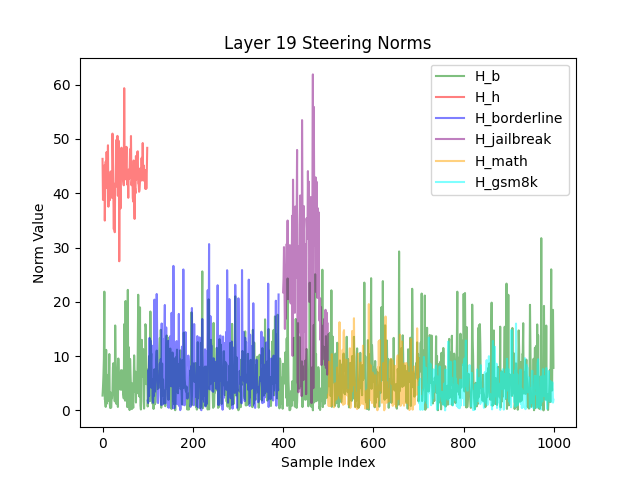 Layer 19 Steering Norms
H_b
H_h
H_borderline
H_jailbreak
H_math
H_gsm8k
60
50
40
30
20
10
0
Norm Value
0 200 400 600 800 1000
Sample Index